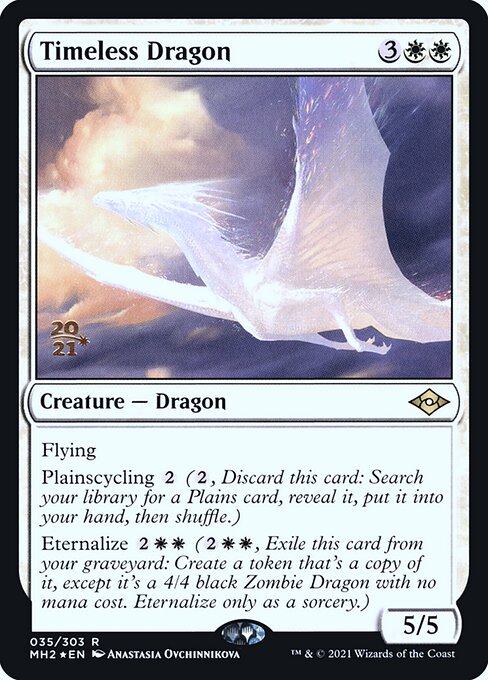 Timeless Dragon 3
20
21
Creature — Dragon
Flying
Plainscycling 2 (2, Discard this card: Search
your library for a Plains card, reveal it, put it into
your hand, then shuffle.)
Eternalize 2 (2, Exile this card from
your graveyard: Create a token that's a copy of
it, except it's a 4/4 black Zombie Dragon with no
mana cost. Eternalize only as a sorcery.)
5/5
035/303 R
MH2 ★ EN Anastasia Ovchinnikova
™ & © 2021 Wizards of the Coast